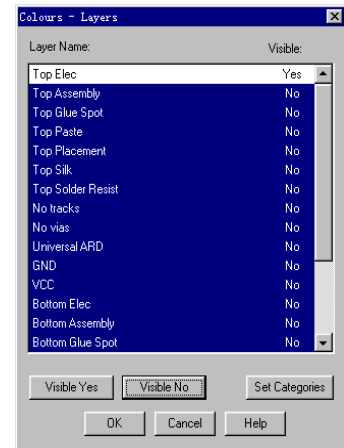 Colours - Layers
Layer Name: Visible:
Top Elec Yes
Top Assembly No
Top Glue Spot No
Top Paste No
Top Placement No
Top Silk No
Top Solder Resist No
No tracks No
No vias No
Universal ARD No
GND No
VCC No
Bottom Elec No
Bottom Assembly No
Bottom Glue Spot No
Visible Yes Visible No Set Categories
OK Cancel Help